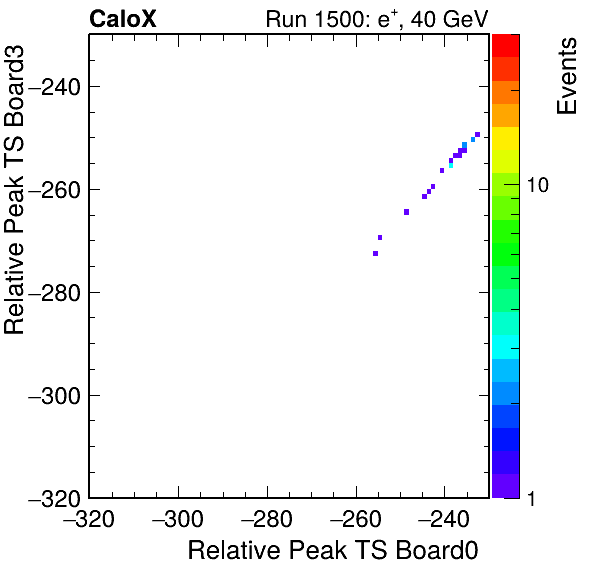 CaloX Run 1500: e+, 40 GeV
Events
Relative Peak TS Board3
−240
−260
−280
−300
−320
10
1
−320 −300 −280 −260 −240
Relative Peak TS Board0